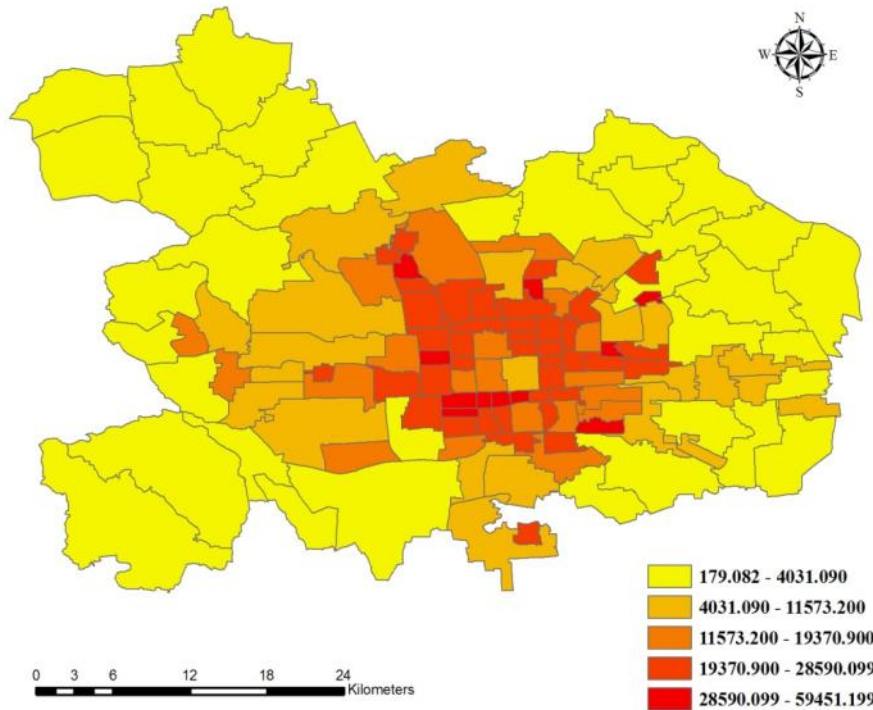 N
W E
S
179.082 - 4031.090
4031.090 - 11573.200
11573.200 - 19370.900
19370.900 - 28590.099
28590.099 - 59451.199
0 3 6 12 18 24
Kilometers